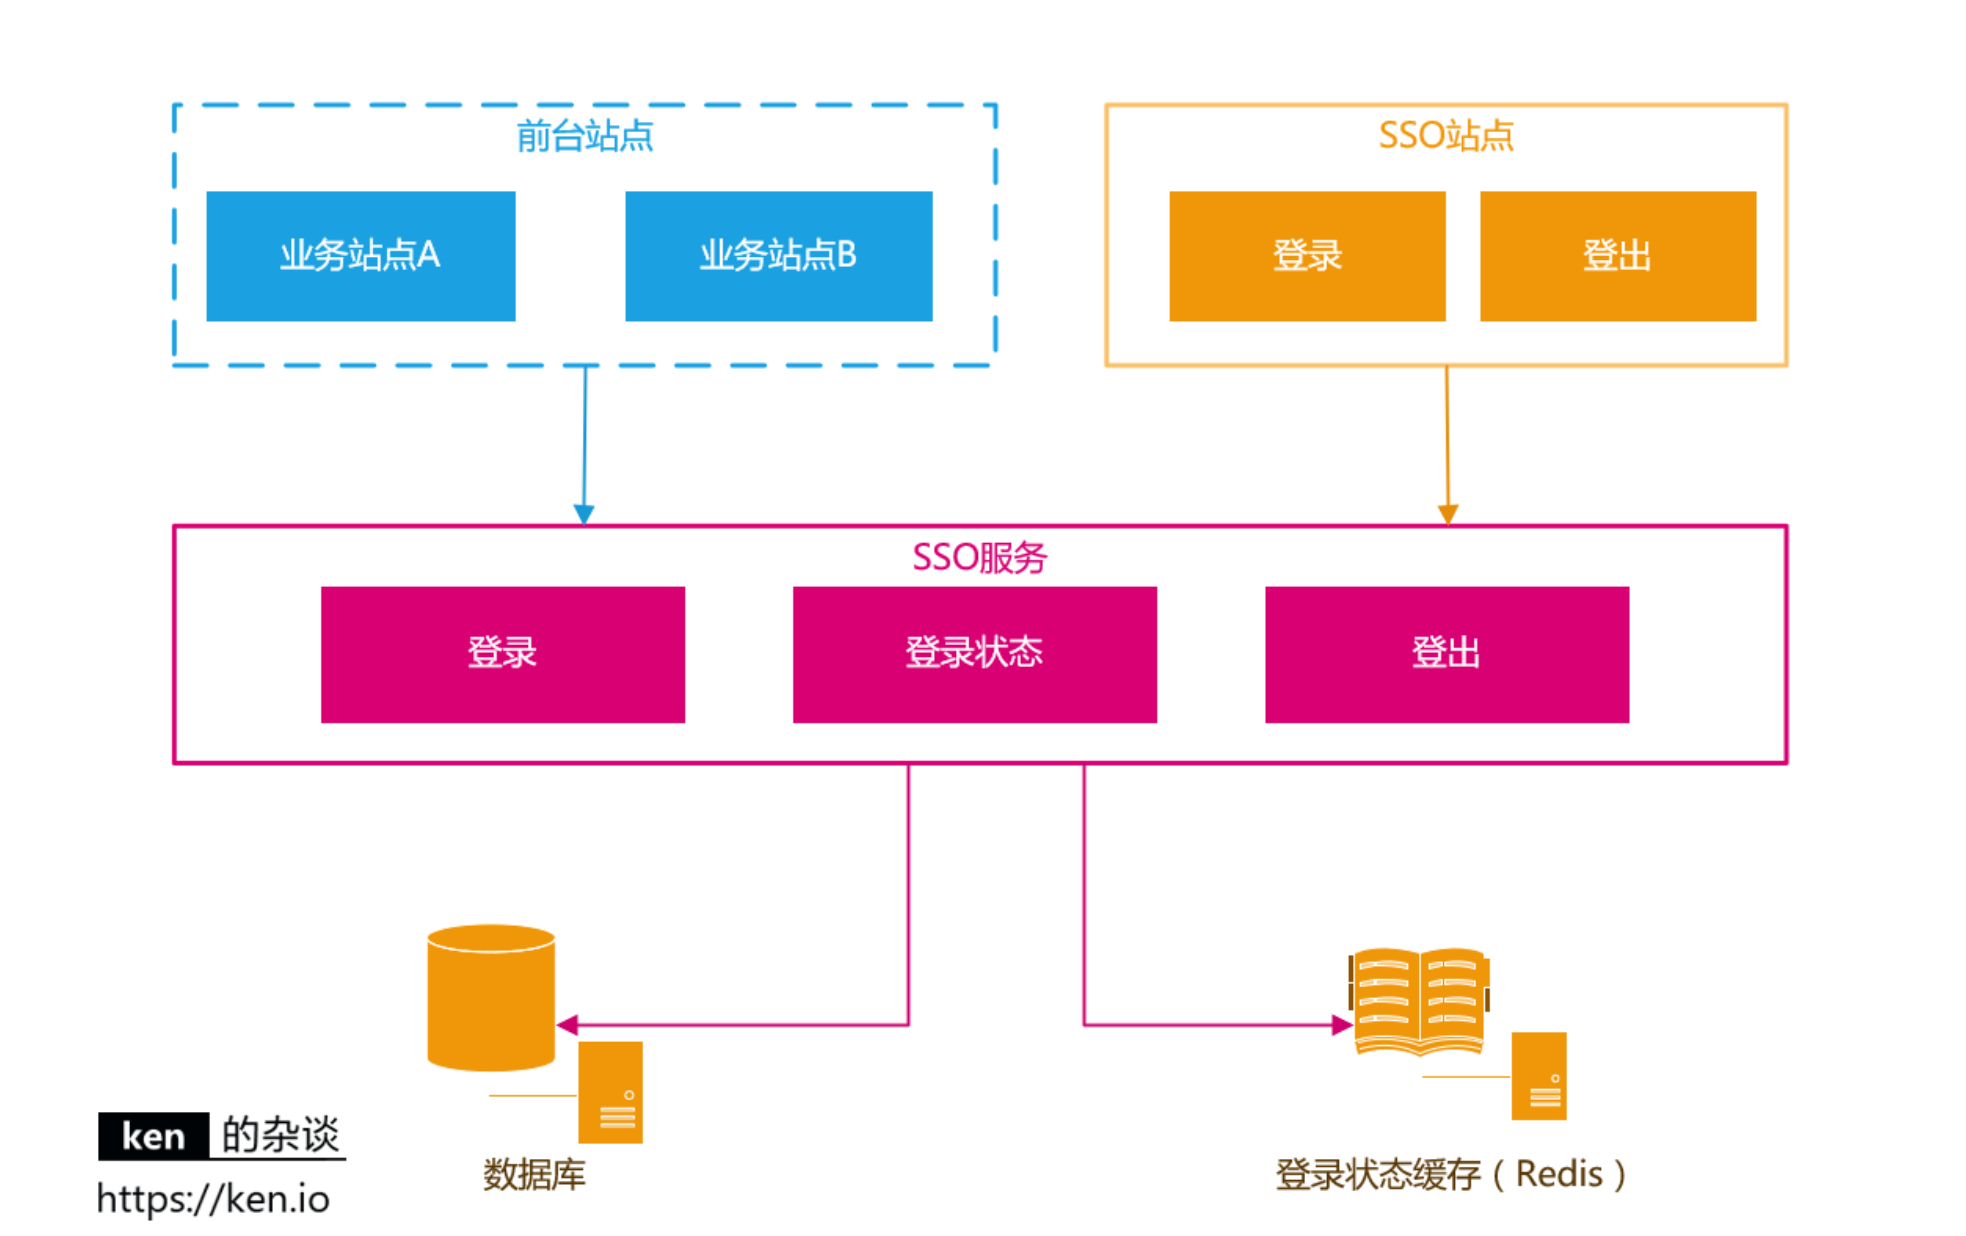 前台站点
SSO站点
业务站点A
业务站点B
登录
登出
SSO服务
登录
登录状态
登出
ken 的杂谈
https://ken.io
数据库
登录状态缓存（Redis）